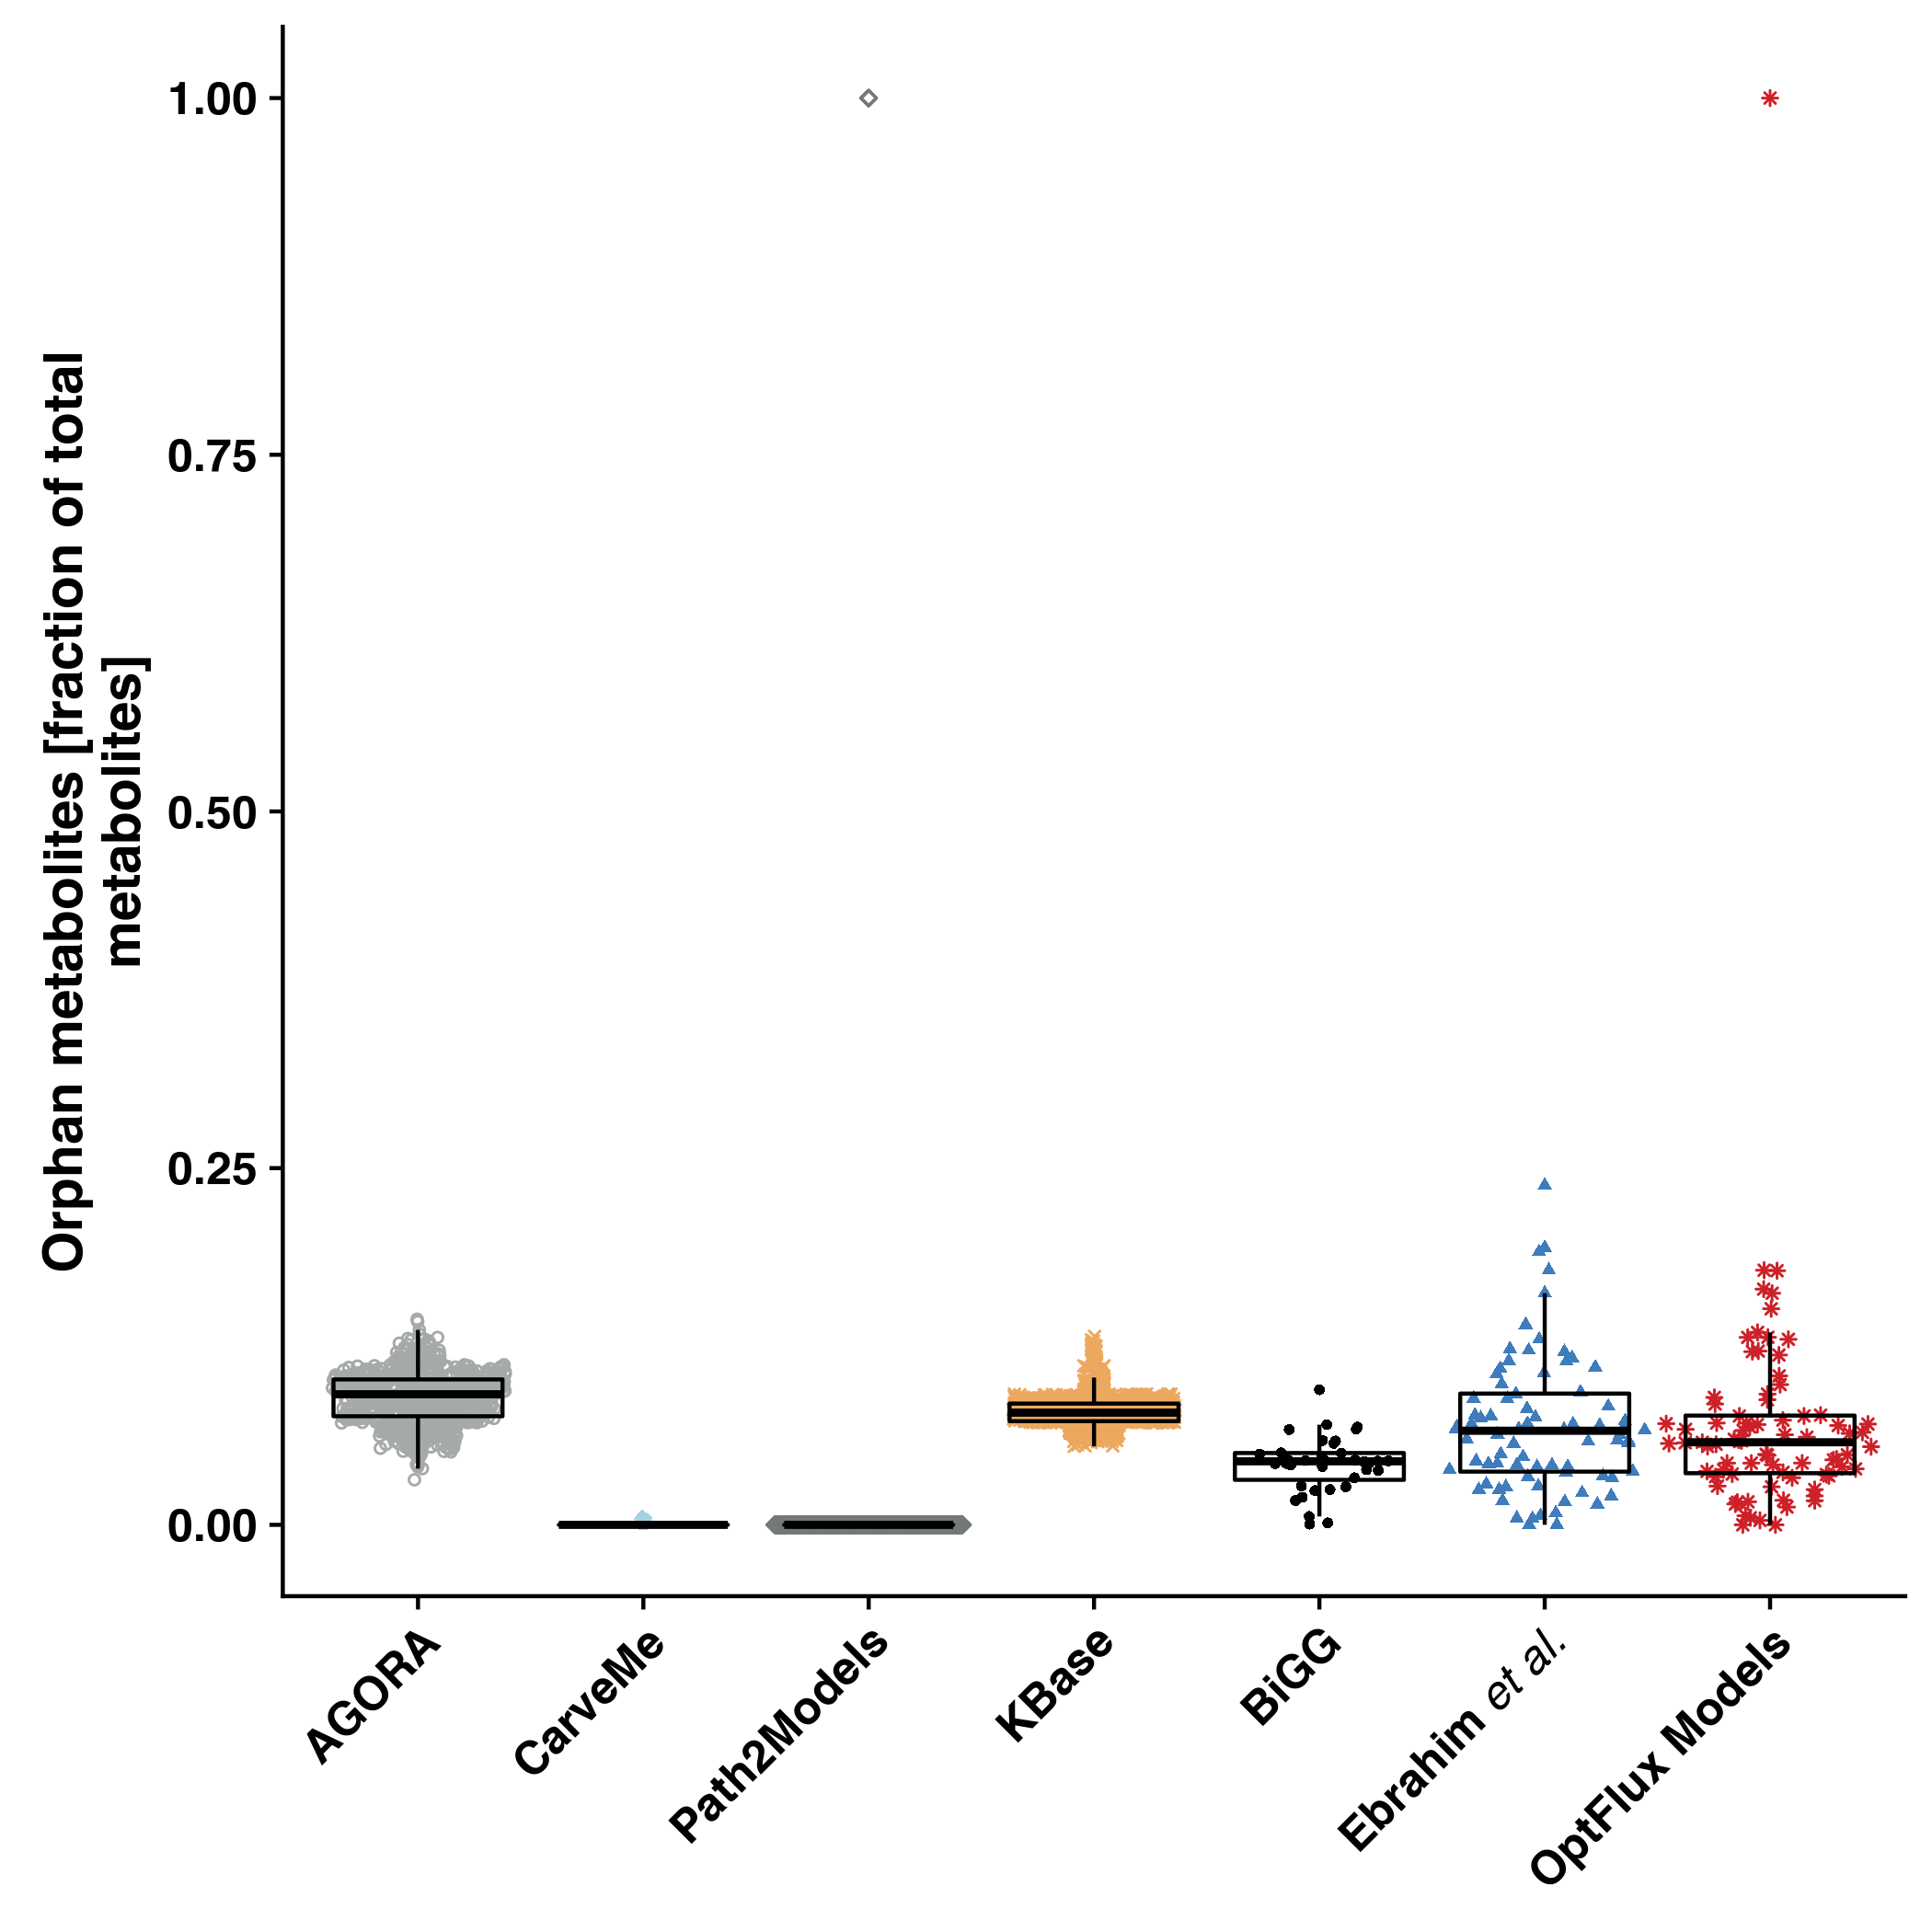 Orphan metabolites [fraction of total
metabolites]
1.00
0.75
0.50
0.25
0.00
AGORA
CarveMe
Path2Models
KBase
BiGG
Ebrahim et al.
OptFlux Models